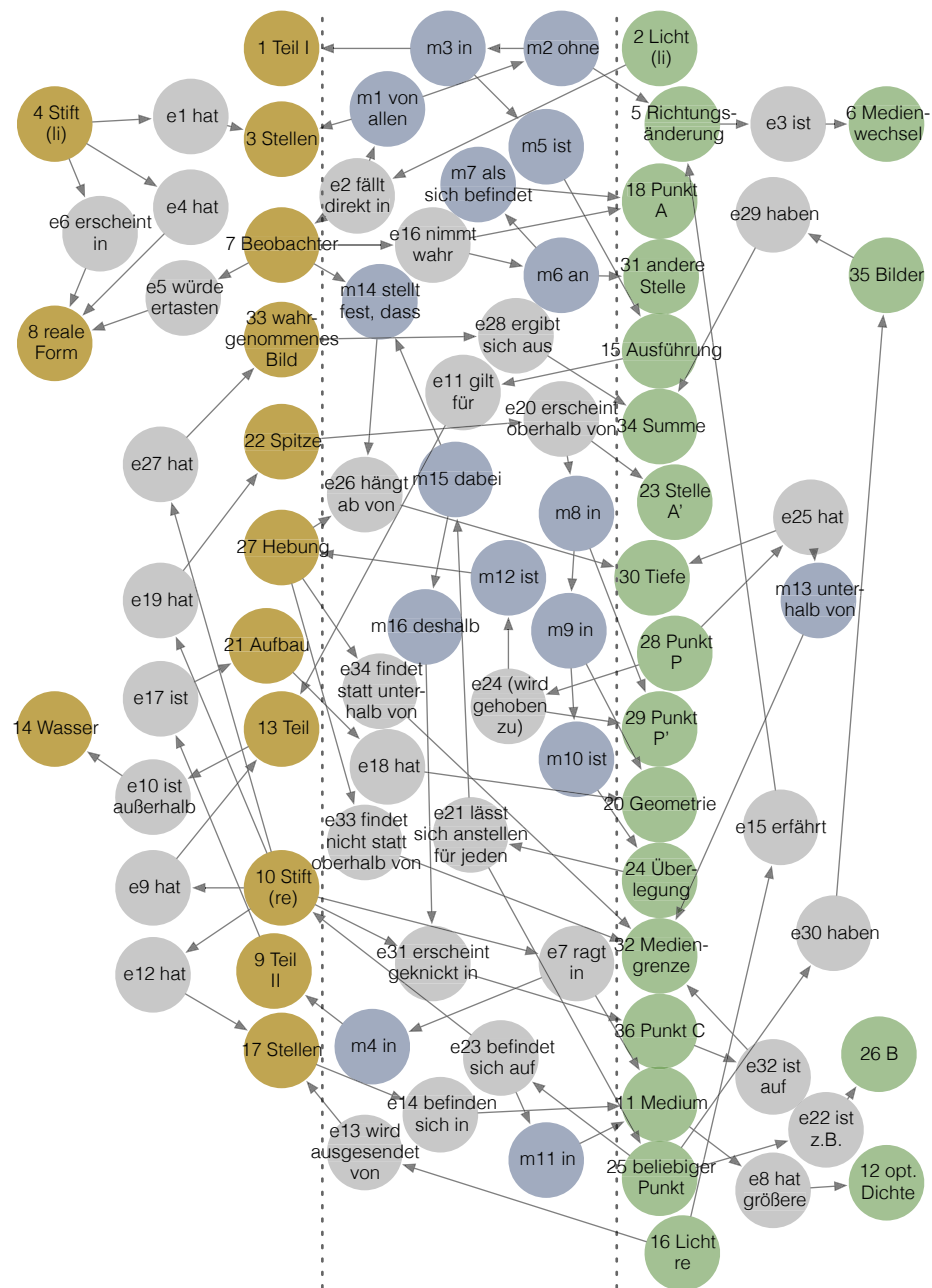 1 Teil I
m3 in
m2 ohne
2 Licht
(li)
4 Stift
(li)
e1 hat
3 Stellen
m1 von
allen
m5 ist
5 Richtungs-
änderung
e3 ist
6 Medien-
wechsel
e6 erscheint
in
e4 hat
e2 fällt
direkt in
m7 als
sich befindet
18 Punkt
A
e29 haben
7 Beobachter
e16 nimmt
wahr
m6 an
31 andere
Stelle
35 Bilder
e5 würde
ertasten
m14 stellt
fest, dass
8 reale
Form
33 wahr-
genommenes
Bild
e28 ergibt
sich aus
15 Ausführung
e11 gilt
für
e20 erscheint
oberhalb von
34 Summe
22 Spitze
e27 hat
e26 hängt
ab von
m15 dabei
m8 in
23 Stelle
A'
e25 hat
27 Hebung
m12 ist
30 Tiefe
m13 unter-
halb von
e19 hat
m16 deshalb
m9 in
28 Punkt
P
21 Aufbau
e34 findet
statt unter-
halb von
e24 (wird
gehoben
zu)
e17 ist
14 Wasser
13 Teil
29 Punkt
P'
m10 ist
e10 ist
außerhalb
e18 hat
20 Geometrie
e33 findet
nicht statt
oberhalb von
e21 lässt
sich anstellen
für jeden
e15 erfährt
e9 hat
10 Stift
(re)
24 Über-
legung
e30 haben
e12 hat
9 Teil
II
e31 erscheint
geknickt in
e7 ragt
in
32 Medien-
grenze
17 Stellen
m4 in
e23 befindet
sich auf
36 Punkt C
e32 ist
auf
26 B
e14 befinden
sich in
11 Medium
e22 ist
z.B.
e13 wird
ausgesendet
von
m11 in
25 beliebiger
Punkt
e8 hat
größere
12 opt.
Dichte
16 Licht
re